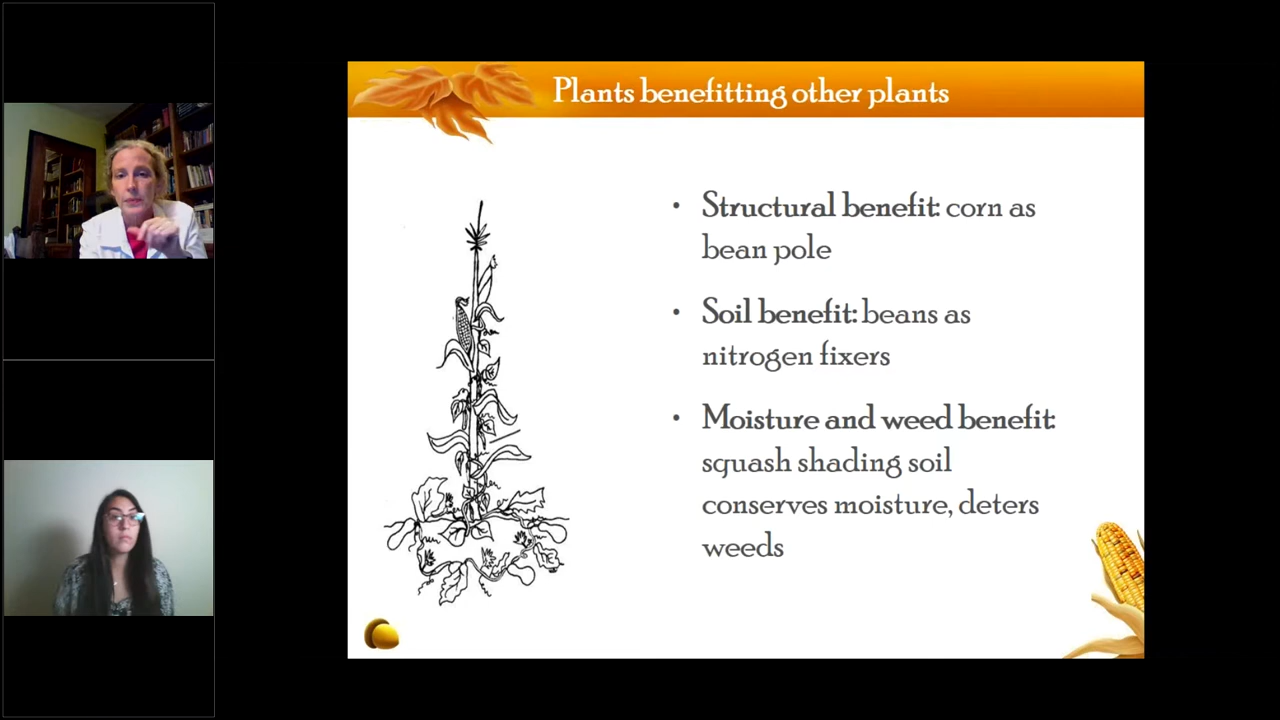 Plants benefitting other plants
• Structural benefit: corn as
bean pole
• Soil benefit: beans as
nitrogen fixers
• Moisture and weed benefit:
squash shading soil
conserves moisture, deters
weeds